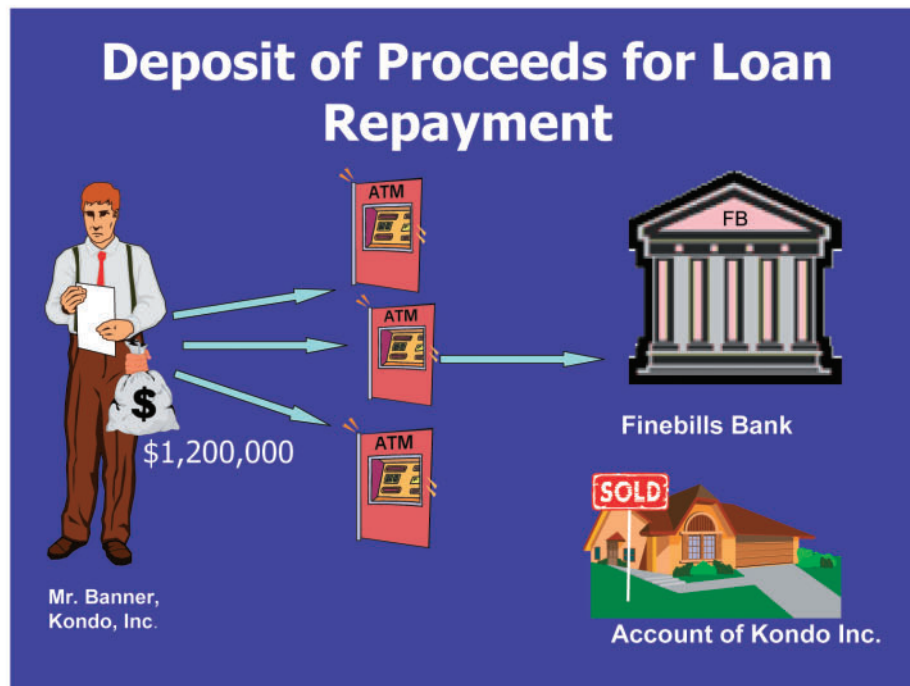 Deposit of Proceeds for Loan
Repayment
ATM
FB
ATM
Finebills Bank
$
$1,200,000
ATM
SOLD
Mr. Banner,
Kondo, Inc.
Account of Kondo Inc.